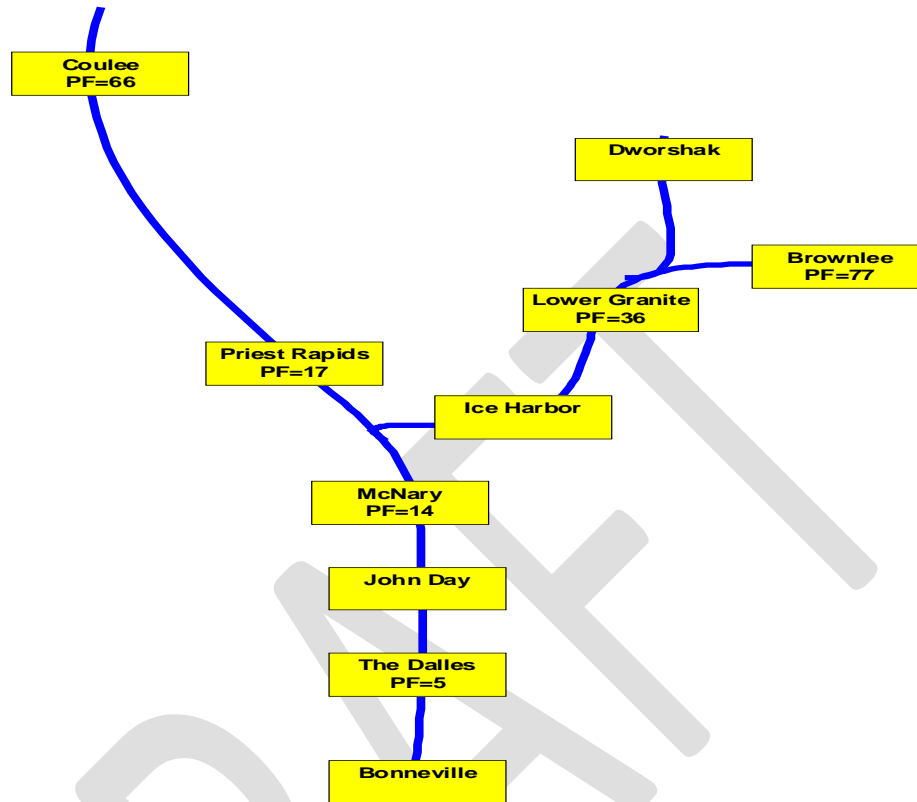 Coulee
PF=66
Dworshak
Brownlee
PF=77
Lower Granite
PF=36
Priest Rapids
PF=17
Ice Harbor
McNary
PF=14
John Day
The Dalles
PF=5
Bonneville
DRAFT